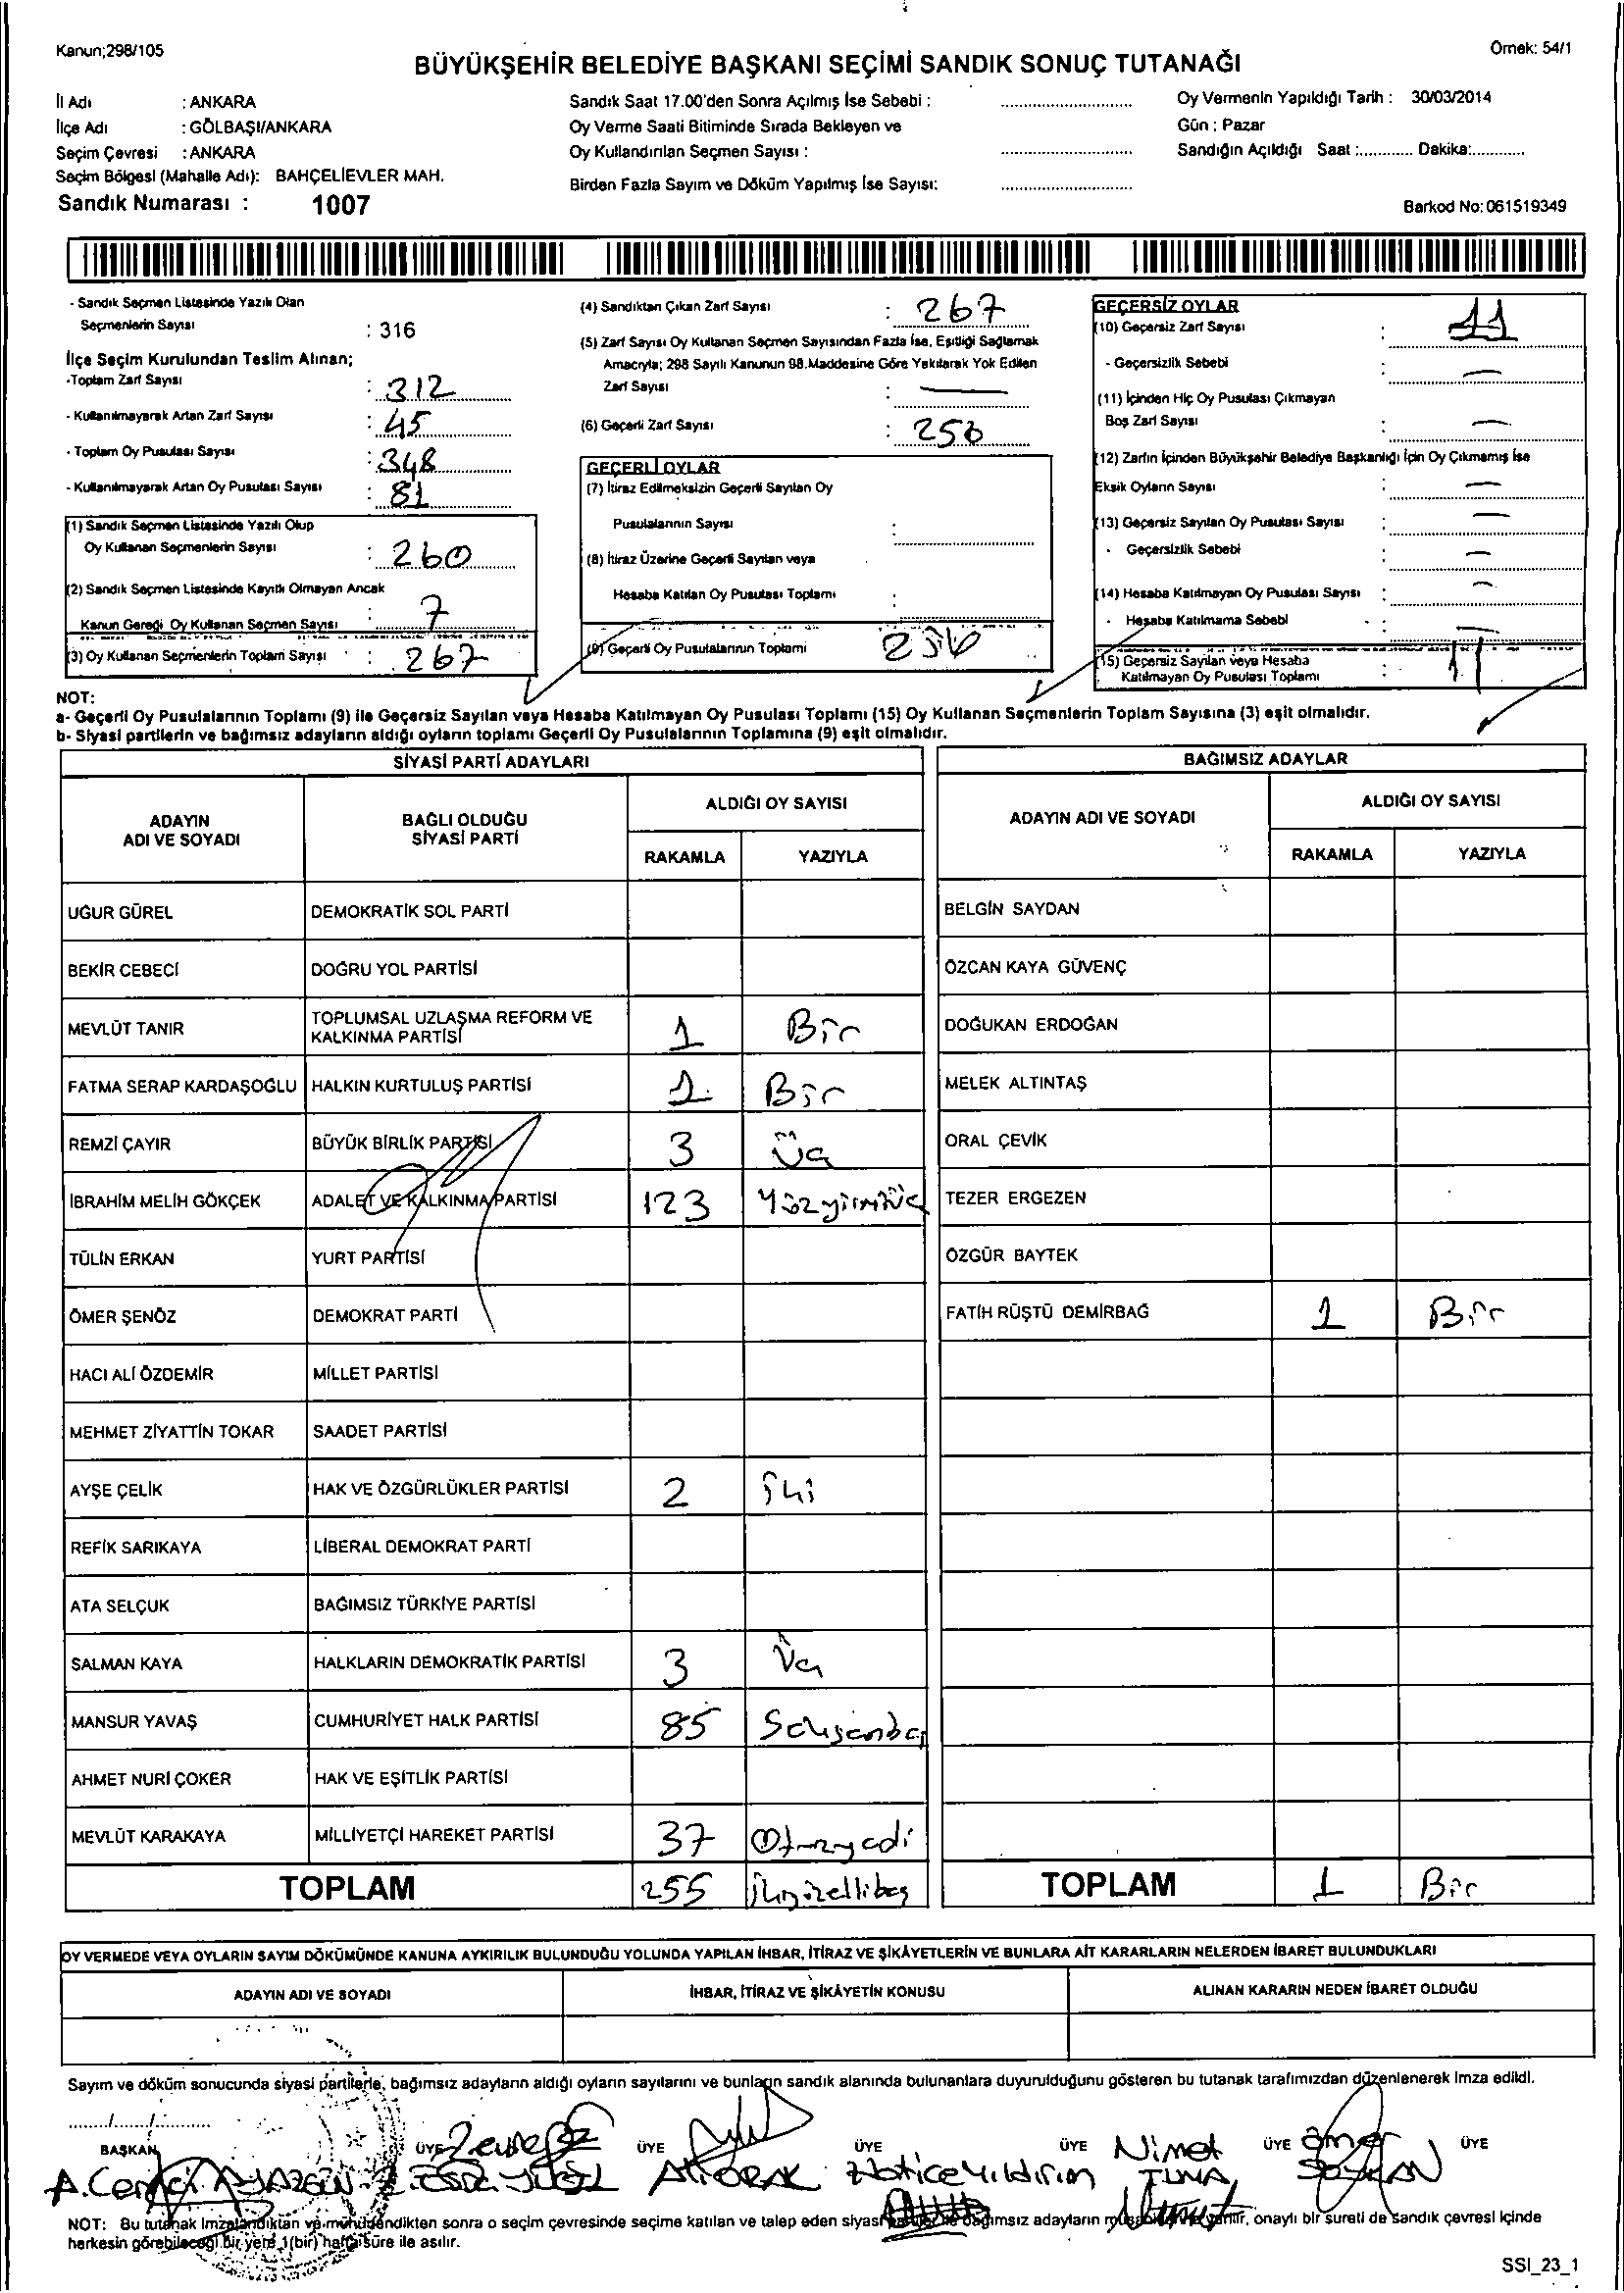 Kanun;298/105
Örnek: 54/1
BÜYÜKŞEHİR BELEDİYE BAŞKANI SEÇİMİ SANDIK SONUÇ TUTANAĞI
İl Adı : ANKARA
İlçe Adı : GÖLBAŞI/ANKARA
Seçim Çevresi : ANKARA
Seçim Bölgesi (Mahalle Adı): BAHÇELİEVLER MAH.
Sandık Numarası : 1007
Sandık Saat 17.00'den Sonra Açılmış İse Sebebi : ..............................
Oy Verme Saati Bitiminde Sırada Bekleyen ve
Oy Kullandırılan Seçmen Sayısı : ..............................
Birden Fazla Sayım ve Döküm Yapılmış İse Sayısı: ..............................
Oy Vermenin Yapıldığı Tarih : 30/03/2014
Gün : Pazar
Sandığın Açıldığı Saat :............ Dakika:............
Barkod No: 061519349
- Sandık Seçmen Listesinde Yazılı Olan
Seçmenlerin Sayısı : 316
İlçe Seçim Kurulundan Teslim Alınan;
-Toplam Zarf Sayısı : 312
- Kullanılmayarak Artan Zarf Sayısı : 45
- Toplam Oy Pusulası Sayısı : 348
- Kullanılmayarak Artan Oy Pusulası Sayısı : 81
(1) Sandık Seçmen Listesinde Yazılı Olup
Oy Kullanan Seçmenlerin Sayısı : 260
(2) Sandık Seçmen Listesinde Kayıtlı Olmayan Ancak
Kanun Gereği Oy Kullanan Seçmen Sayısı : 7
(3) Oy Kullanan Seçmenlerin Toplam Sayısı : 267
(4) Sandıktan Çıkan Zarf Sayısı : 267
(5) Zarf Sayısı Oy Kullanan Seçmen Sayısından Fazla İse, Eşitliği Sağlamak
Amacıyla; 298 Sayılı Kanunun 98.Maddesine Göre Yakılarak Yok Edilen
Zarf Sayısı : —
(6) Geçerli Zarf Sayısı : 256
GEÇERLİ OYLAR
(7) İtiraz Edilmeksizin Geçerli Sayılan Oy
Pusulalarının Sayısı :
(8) İtiraz Üzerine Geçerli Sayılan veya
Hesaba Katılan Oy Pusulası Toplamı :
(9) Geçerli Oy Pusulalarının Toplamı 256
GEÇERSİZ OYLAR
(10) Geçersiz Zarf Sayısı : 11
- Geçersizlik Sebebi : —
(11) İçinden Hiç Oy Pusulası Çıkmayan
Boş Zarf Sayısı : —
(12) Zarfın İçinden Büyükşehir Belediye Başkanlığı İçin Oy Çıkmamış İse
Eksik Oyların Sayısı : —
(13) Geçersiz Sayılan Oy Pusulası Sayısı : —
- Geçersizlik Sebebi : —
(14) Hesaba Katılmayan Oy Pusulası Sayısı : —
- Hesaba Katılmama Sebebi : —
(15) Geçersiz Sayılan veya Hesaba
Katılmayan Oy Pusulası Toplamı : 11
NOT:
a- Geçerli Oy Pusulalarının Toplamı (9) ile Geçersiz Sayılan veya Hesaba Katılmayan Oy Pusulası Toplamı (15) Oy Kullanan Seçmenlerin Toplam Sayısına (3) eşit olmalıdır.
b- Siyasi partilerin ve bağımsız adayların aldığı oyların toplamı Geçerli Oy Pusulalarının Toplamına (9) eşit olmalıdır.
SİYASİ PARTİ ADAYLARI
ADAYIN ADI VE SOYADI
BAĞLI OLDUĞU SİYASİ PARTİ
ALDIĞI OY SAYISI
RAKAMLA YAZIYLA
UĞUR GÜREL DEMOKRATİK SOL PARTİ
BEKİR CEBECİ DOĞRU YOL PARTİSİ
MEVLÜT TANIR TOPLUMSAL UZLAŞMA REFORM VE KALKINMA PARTİSİ 1 Bir
FATMA SERAP KARDAŞOĞLU HALKIN KURTULUŞ PARTİSİ 1 Bir
REMZİ ÇAYIR BÜYÜK BİRLİK PARTİSİ 3 Üç
İBRAHİM MELİH GÖKÇEK ADALET VE KALKINMA PARTİSİ 123 Yüzyirmiüç
TÜLİN ERKAN YURT PARTİSİ
ÖMER ŞENÖZ DEMOKRAT PARTİ
HACI ALİ ÖZDEMİR MİLLET PARTİSİ
MEHMET ZİYATTİN TOKAR SAADET PARTİSİ
AYŞE ÇELİK HAK VE ÖZGÜRLÜKLER PARTİSİ 2 İki
REFİK SARIKAYA LİBERAL DEMOKRAT PARTİ
ATA SELÇUK BAĞIMSIZ TÜRKİYE PARTİSİ
SALMAN KAYA HALKLARIN DEMOKRATİK PARTİSİ 3 Üç
MANSUR YAVAŞ CUMHURİYET HALK PARTİSİ 85 Seksenbeş
AHMET NURİ ÇOKER HAK VE EŞİTLİK PARTİSİ
MEVLÜT KARAKAYA MİLLİYETÇİ HAREKET PARTİSİ 37 Otuzyedi
TOPLAM 255 İkiyüzellibeş
BAĞIMSIZ ADAYLAR
ADAYIN ADI VE SOYADI
ALDIĞI OY SAYISI
RAKAMLA YAZIYLA
BELGİN SAYDAN
ÖZCAN KAYA GÜVENÇ
DOĞUKAN ERDOĞAN
MELEK ALTINTAŞ
ORAL ÇEVİK
TEZER ERGEZEN
ÖZGÜR BAYTEK
FATİH RÜŞTÜ DEMİRBAĞ 1 Bir
TOPLAM 1 Bir
OY VERMEDE VEYA OYLARIN SAYIM DÖKÜMÜNDE KANUNA AYKIRILIK BULUNDUĞU YOLUNDA YAPILAN İHBAR, İTİRAZ VE ŞİKÂYETLERİN VE BUNLARA AİT KARARLARIN NELERDEN İBARET BULUNDUKLARI
ADAYIN ADI VE SOYADI İHBAR, İTİRAZ VE ŞİKÂYETİN KONUSU ALINAN KARARIN NEDEN İBARET OLDUĞU
Sayım ve döküm sonucunda siyasi partilerle, bağımsız adayların aldığı oyların sayılarını ve bunların sandık alanında bulunanlara duyurulduğunu gösteren bu tutanak tarafımızdan düzenlenerek imza edildi.
....../....../......
BAŞKAN ÜYE ÜYE ÜYE ÜYE ÜYE ÜYE
Nimet Ömer
Hatice Yıldırım TUNA,
NOT: Bu tutanak imzalandıktan ve mühürlendikten sonra o seçim çevresinde seçime katılan ve talep eden siyasi bağımsız adayların onaylı bir sureti de sandık çevresi içinde
herkesin görebileceği bir yere 1(bir) hafta süre ile asılır.
SSI_23_1